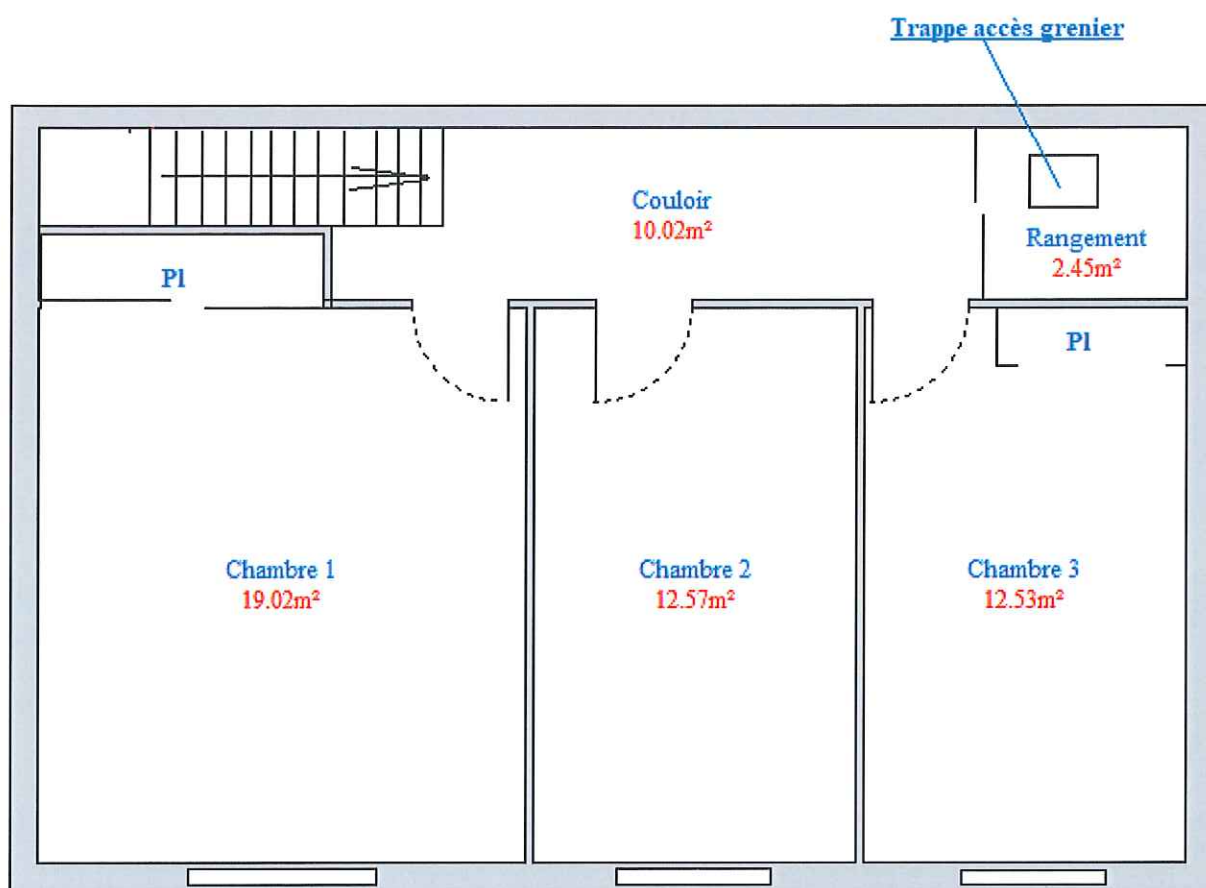 Trappe accès grenier
Couloir
10.02m²
Rangement
2.45m²
Pl
Pl
Chambre 1
19.02m²
Chambre 2
12.57m²
Chambre 3
12.53m²